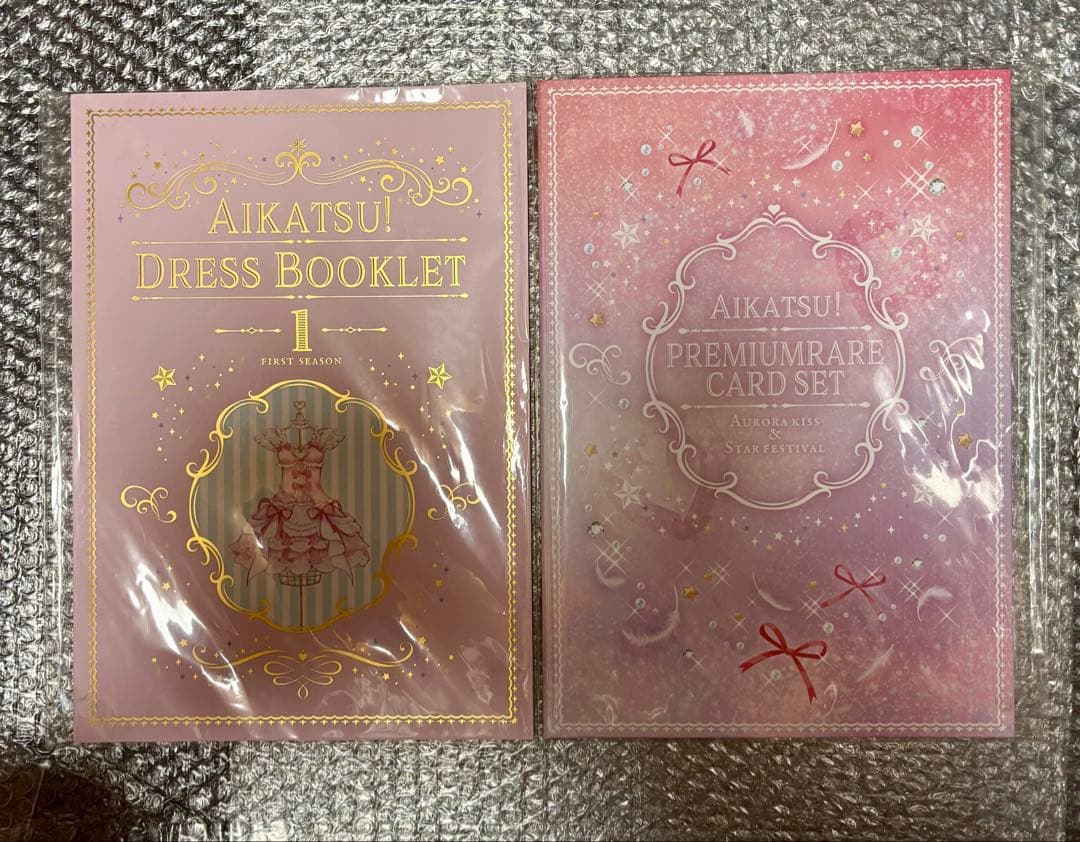 AIKATSU!
DRESS BOOKLET
1
FIRST SEASON
AIKATSU!
PREMIUMRARE
CARD SET
AURORA KISS
&
STAR FESTIVAL